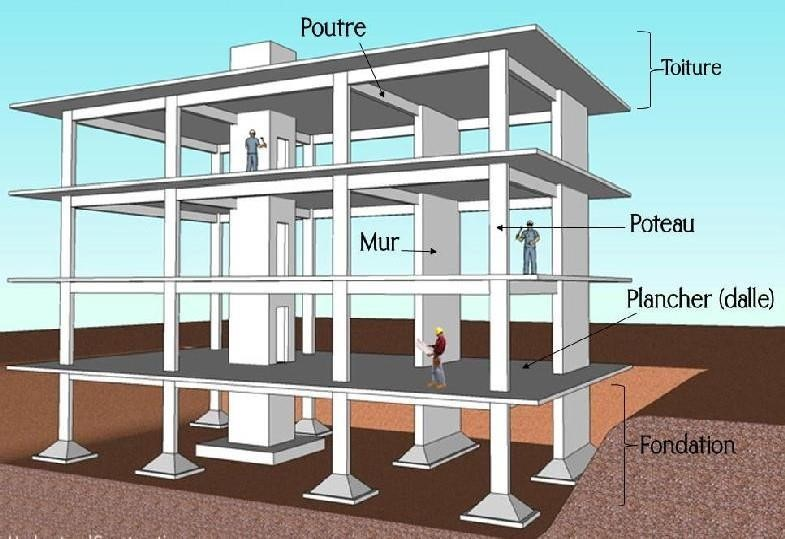 Poutre
Toiture
Mur
Poteau
Plancher (dalle)
Fondation